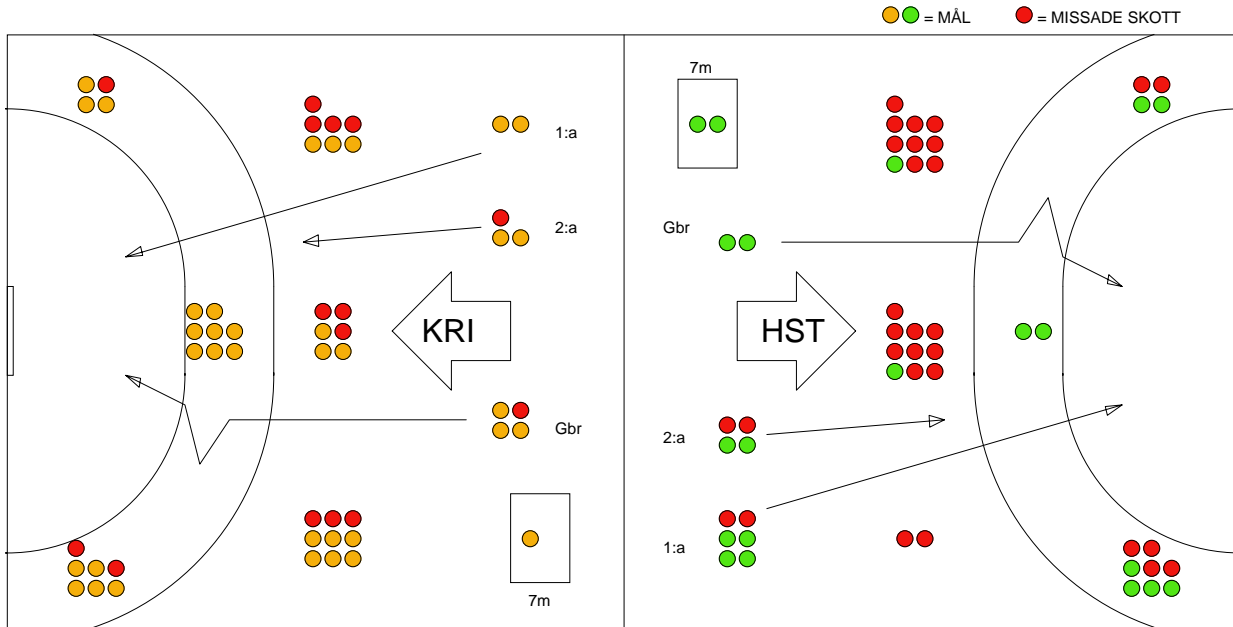 = MÅL
= MISSADE SKOTT
7m
1:a
2:a
Gbr
KRI
HST
Gbr
2:a
1:a
7m